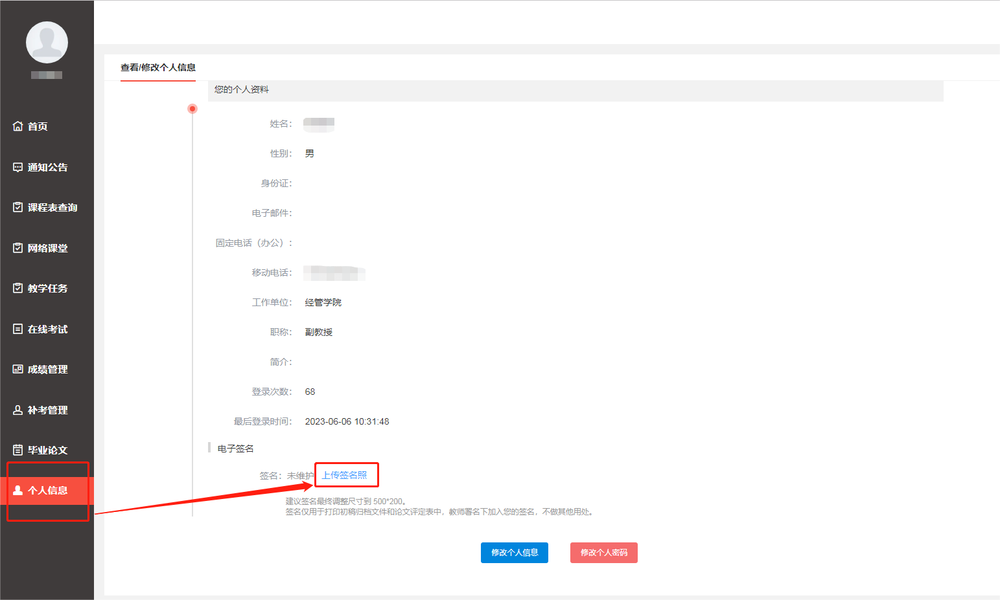 首页
通知公告
课程表查询
网络课堂
教学任务
在线考试
成绩管理
补考管理
毕业论文
个人信息
查看/修改个人信息
您的个人资料
姓名：
性别： 男
身份证：
电子邮件：
固定电话（办公）：
移动电话：
工作单位： 经管学院
职称： 副教授
简介：
登录次数： 68
最后登录时间： 2023-06-06 10:31:48
电子签名
签名：未维护 上传签名照
建议签名最终调整尺寸到 500*200。
签名仅用于打印初稿归档文件和论文评定表中，教师署名下加入您的签名，不做其他用处。
修改个人信息 修改个人密码